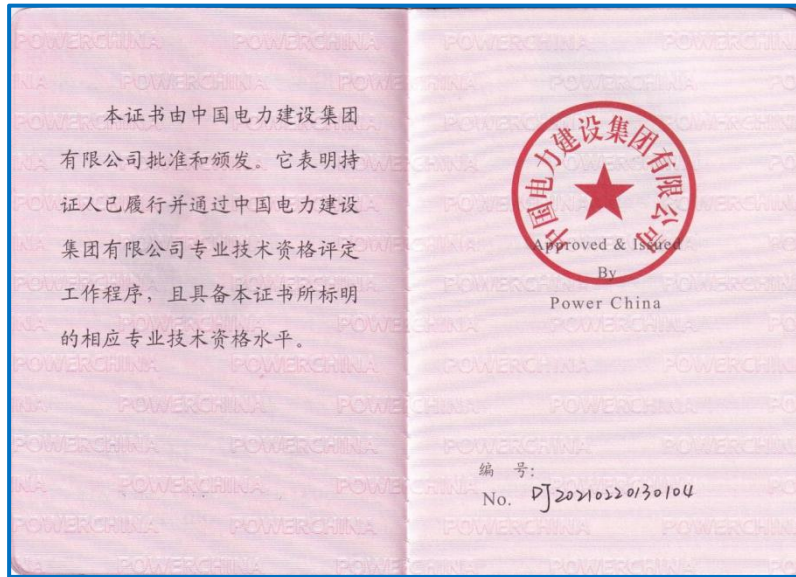 本证书由中国电力建设集团
有限公司批准和颁发。它表明持
证人已履行并通过中国电力建设
集团有限公司专业技术资格评定
工作程序，且具备本证书所标明
的相应专业技术资格水平。
中国电力建设集团有限公司
Approved & Issued
By
Power China
编 号:
No. DJ20210220130104
POWERCHINA